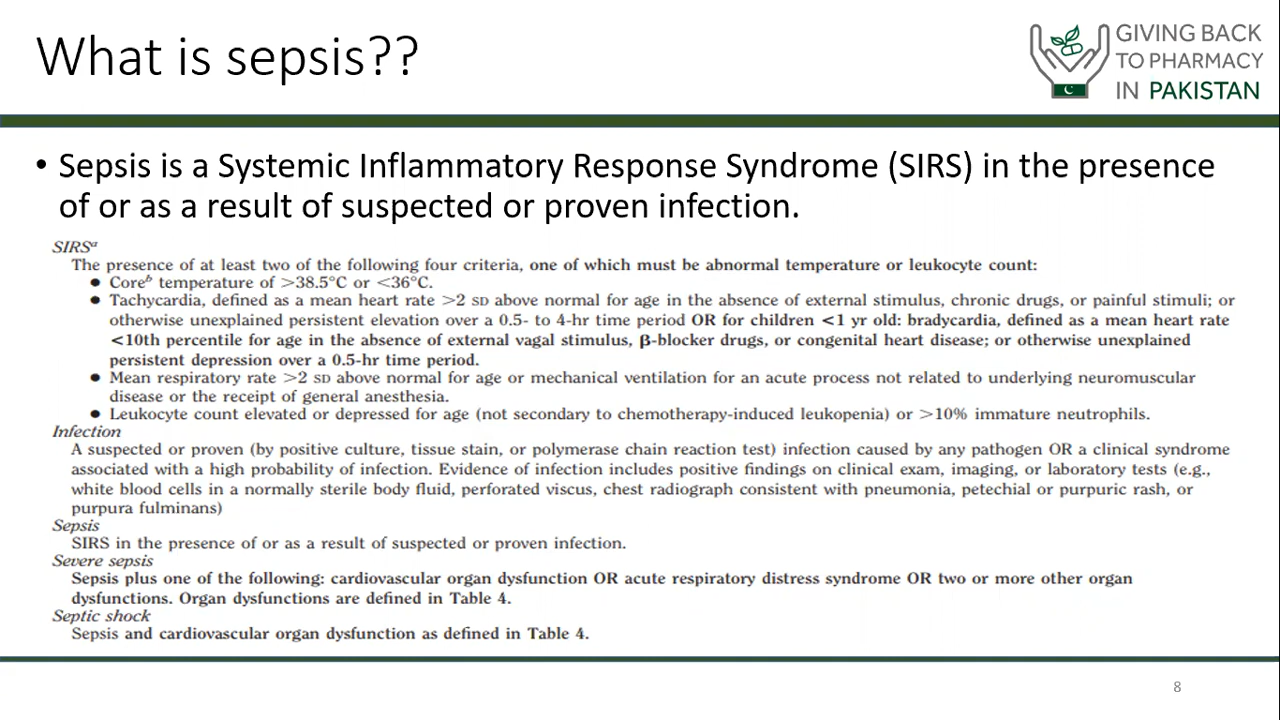 What is sepsis??
GIVING BACK
TO PHARMACY
IN PAKISTAN
• Sepsis is a Systemic Inflammatory Response Syndrome (SIRS) in the presence
of or as a result of suspected or proven infection.
SIRSᵃ
The presence of at least two of the following four criteria, one of which must be abnormal temperature or leukocyte count:
● Coreᵇ temperature of >38.5°C or <36°C.
● Tachycardia, defined as a mean heart rate >2 SD above normal for age in the absence of external stimulus, chronic drugs, or painful stimuli; or
otherwise unexplained persistent elevation over a 0.5- to 4-hr time period OR for children <1 yr old: bradycardia, defined as a mean heart rate
<10th percentile for age in the absence of external vagal stimulus, β-blocker drugs, or congenital heart disease; or otherwise unexplained
persistent depression over a 0.5-hr time period.
● Mean respiratory rate >2 SD above normal for age or mechanical ventilation for an acute process not related to underlying neuromuscular
disease or the receipt of general anesthesia.
● Leukocyte count elevated or depressed for age (not secondary to chemotherapy-induced leukopenia) or >10% immature neutrophils.
Infection
A suspected or proven (by positive culture, tissue stain, or polymerase chain reaction test) infection caused by any pathogen OR a clinical syndrome
associated with a high probability of infection. Evidence of infection includes positive findings on clinical exam, imaging, or laboratory tests (e.g.,
white blood cells in a normally sterile body fluid, perforated viscus, chest radiograph consistent with pneumonia, petechial or purpuric rash, or
purpura fulminans)
Sepsis
SIRS in the presence of or as a result of suspected or proven infection.
Severe sepsis
Sepsis plus one of the following: cardiovascular organ dysfunction OR acute respiratory distress syndrome OR two or more other organ
dysfunctions. Organ dysfunctions are defined in Table 4.
Septic shock
Sepsis and cardiovascular organ dysfunction as defined in Table 4.
8